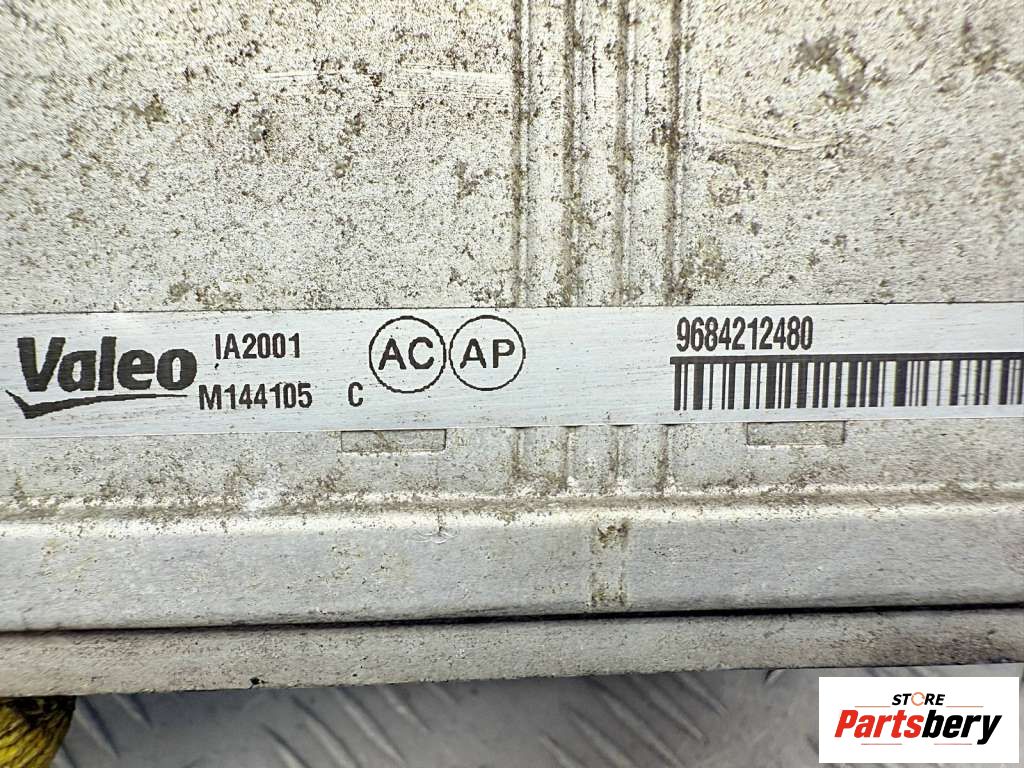 Valeo
IA2001
M144105 C
AC AP
9684212480
STORE
Partsbery